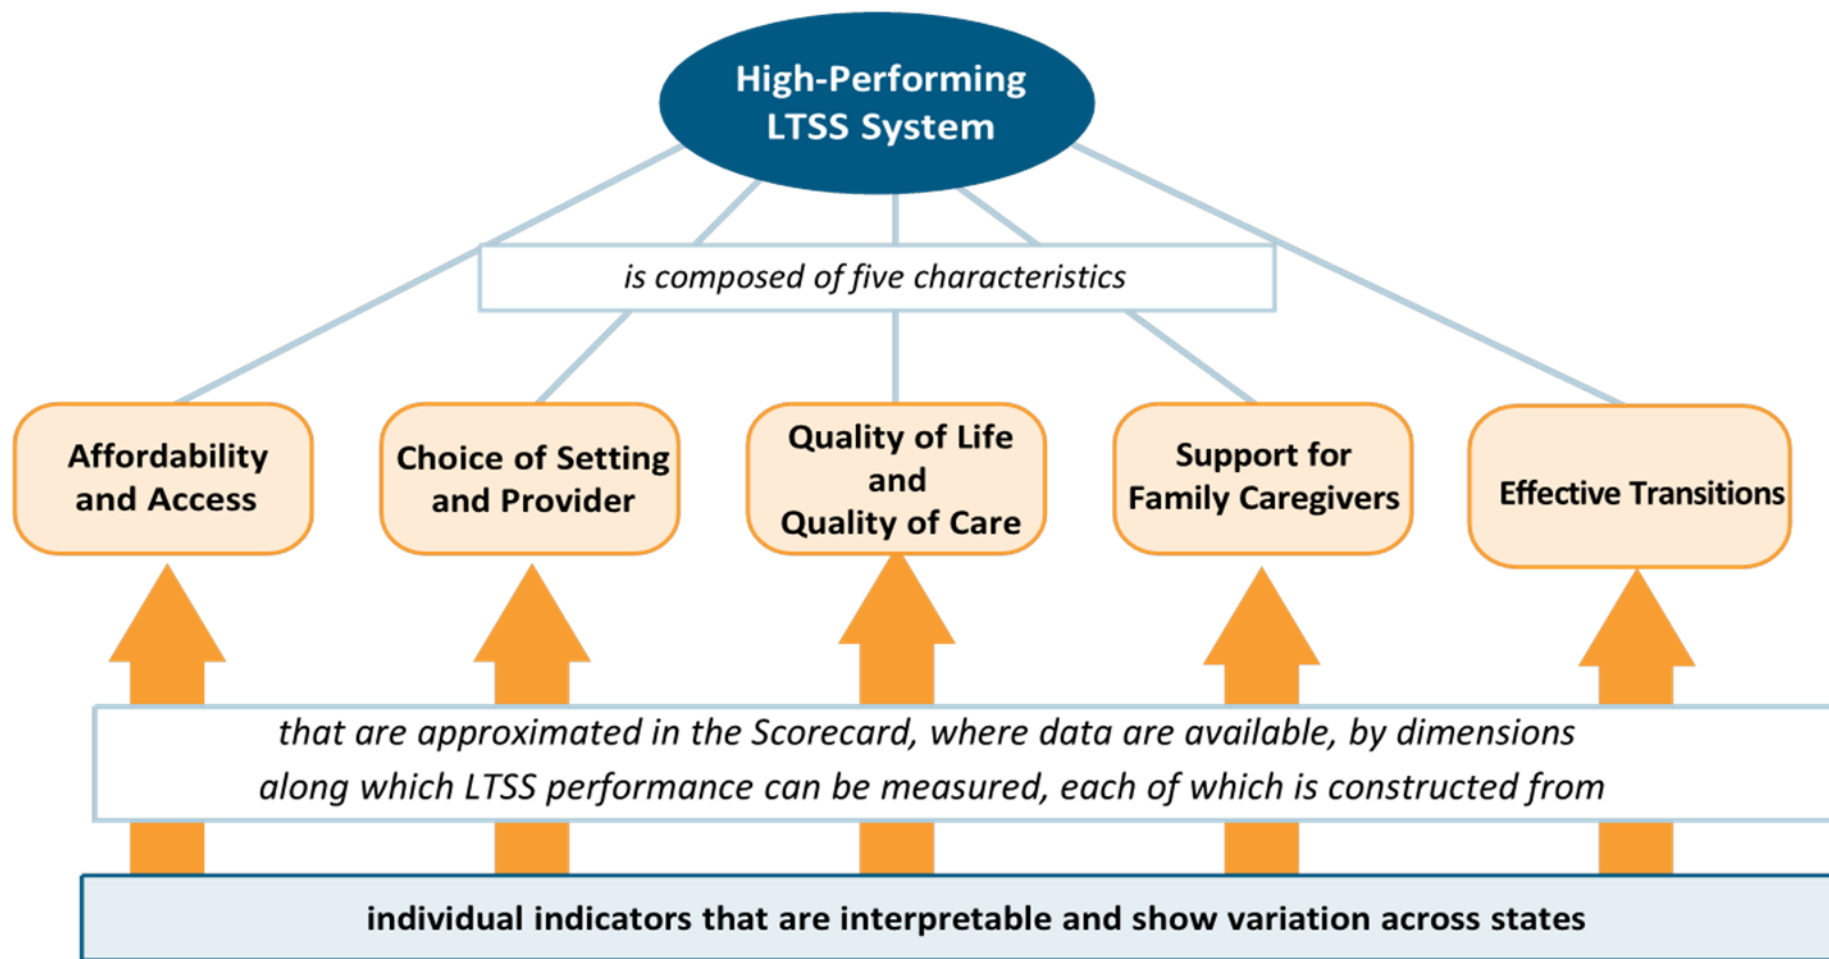 High-Performing
LTSS System
is composed of five characteristics
Affordability
and Access
Choice of Setting
and Provider
Quality of Life
and
Quality of Care
Support for
Family Caregivers
Effective Transitions
that are approximated in the Scorecard, where data are available, by dimensions
along which LTSS performance can be measured, each of which is constructed from
individual indicators that are interpretable and show variation across states